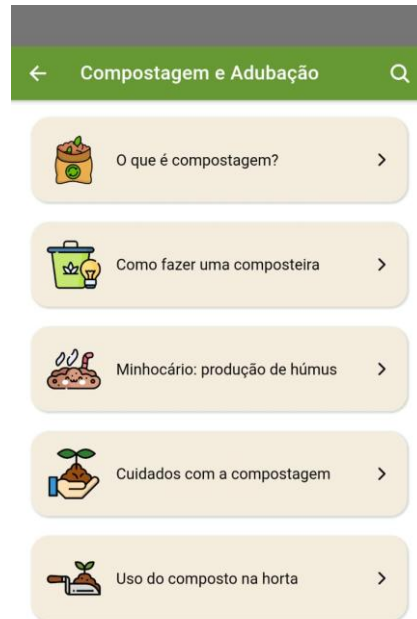 Compostagem e Adubação
O que é compostagem?
Como fazer uma composteira
Minhocário: produção de húmus
Cuidados com a compostagem
Uso do composto na horta